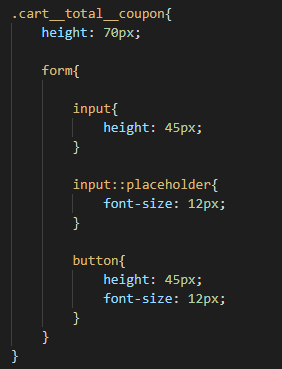 .cart__total__coupon{
    height: 70px;

    form{

        input{
            height: 45px;
        }

        input::placeholder{
            font-size: 12px;
        }

        button{
            height: 45px;
            font-size: 12px;
        }
    }
}